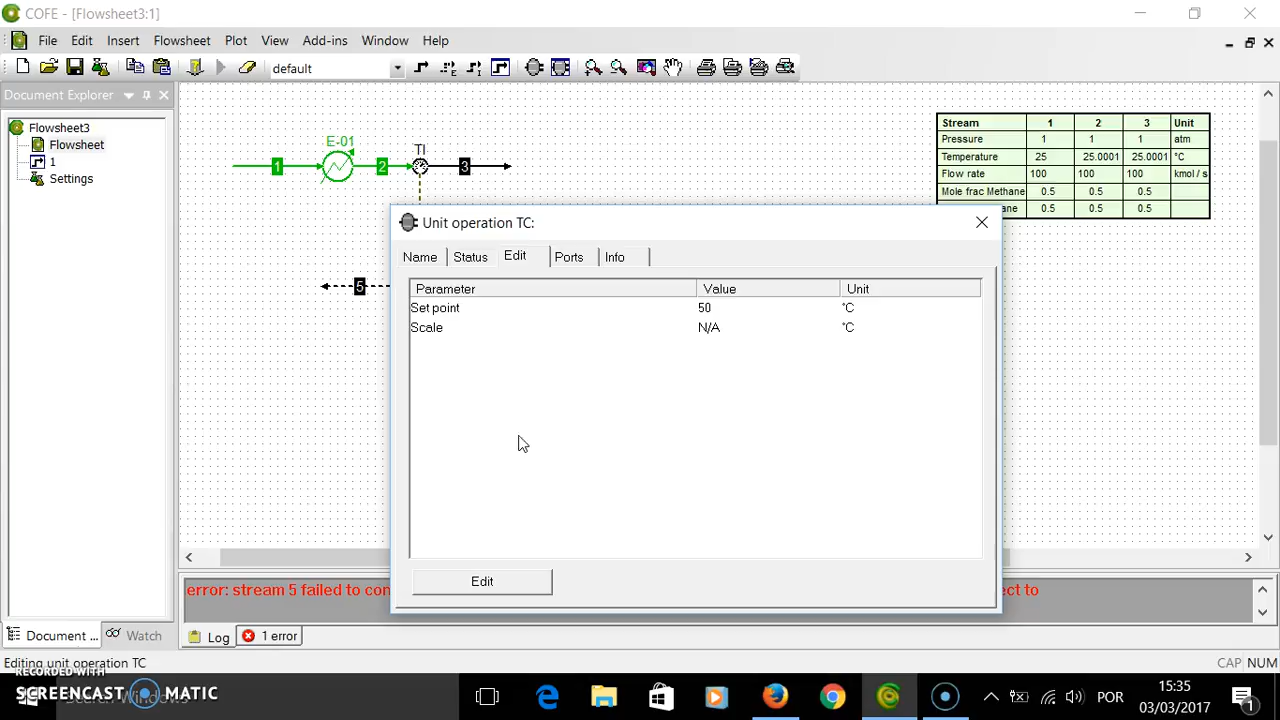 COFE - [Flowsheet3:1]
File Edit Insert Flowsheet Plot View Add-ins Window Help
default
Document Explorer
Flowsheet3
Flowsheet
1
Settings
E-01
TI
1 2 3
5
Stream 1 2 3 Unit
Pressure 1 1 1 atm
Temperature 25 25.0001 25.0001 °C
Flow rate 100 100 100 kmol / s
Mole frac Methane 0.5 0.5 0.5
ane 0.5 0.5 0.5
Unit operation TC:
Name Status Edit Ports Info
Parameter Value Unit
Set point 50 °C
Scale N/A °C
Edit
error: stream 5 failed to con
ect to
Document ... Watch
Log 1 error
Editing unit operation TC
CAP NUM
RECORDED WITH
SCREENCAST MATIC
Search Windows
POR
15:35
03/03/2017
1